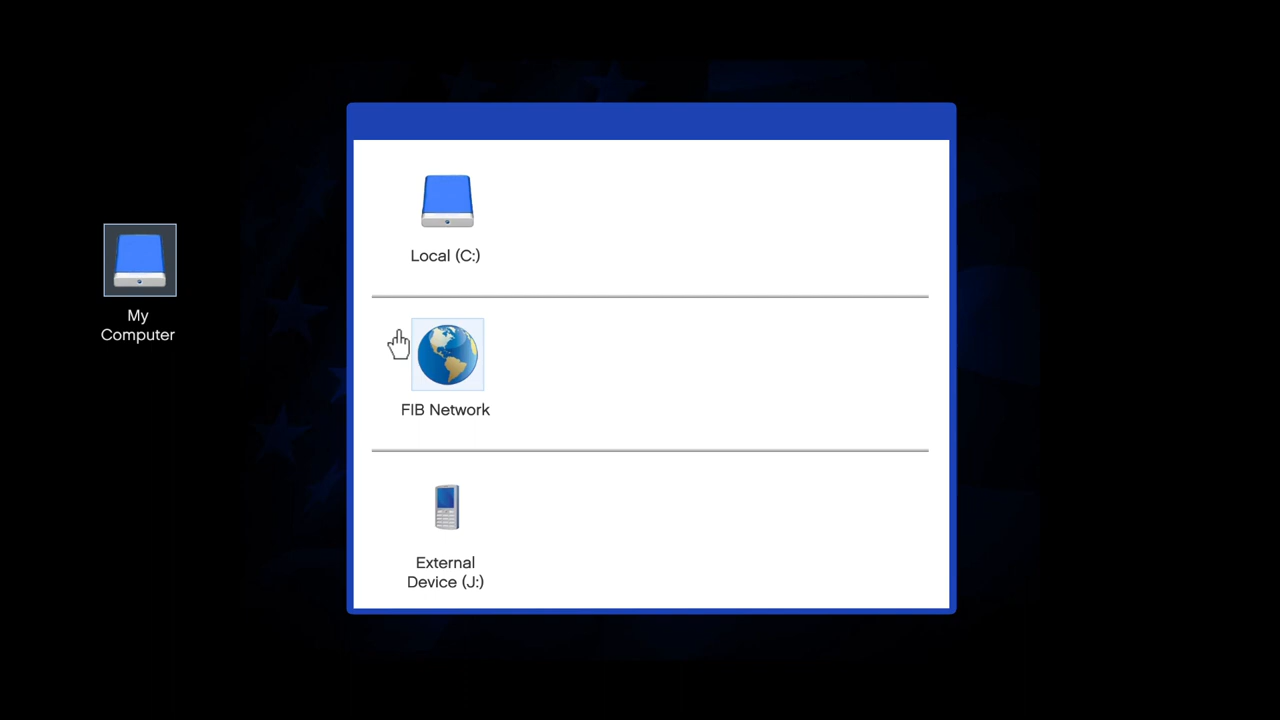 Local (C:)
My
Computer
FIB Network
External
Device (J:)